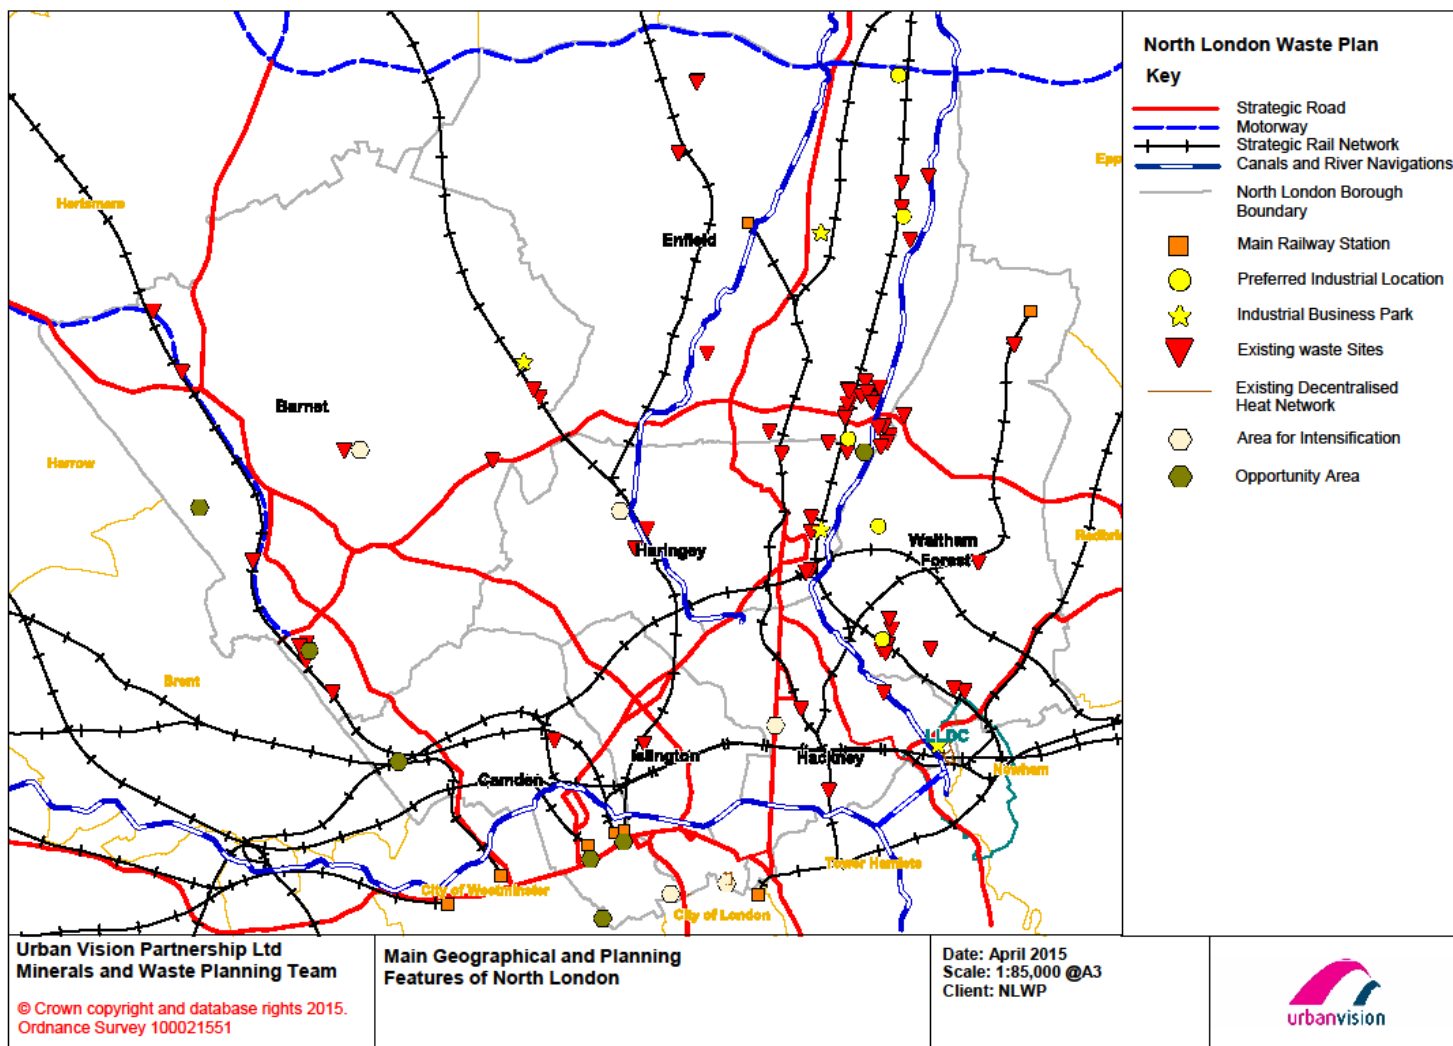 North London Waste Plan
Key
Strategic Road
Motorway
Strategic Rail Network
Canals and River Navigations
North London Borough
Boundary
Main Railway Station
Preferred Industrial Location
Industrial Business Park
Existing waste Sites
Existing Decentralised
Heat Network
Area for Intensification
Opportunity Area
Epp
Hertsmere
Enfield
Barnet
Harrow
Haringey
Waltham
Forest
Redbri
Brent
LLDC
Islington
Hackney
Newham
Camden
Tower Hamlets
City of Westminster
City of London
Urban Vision Partnership Ltd
Minerals and Waste Planning Team
© Crown copyright and database rights 2015.
Ordnance Survey 100021551
Main Geographical and Planning
Features of North London
Date: April 2015
Scale: 1:85,000 @A3
Client: NLWP
urbanvision